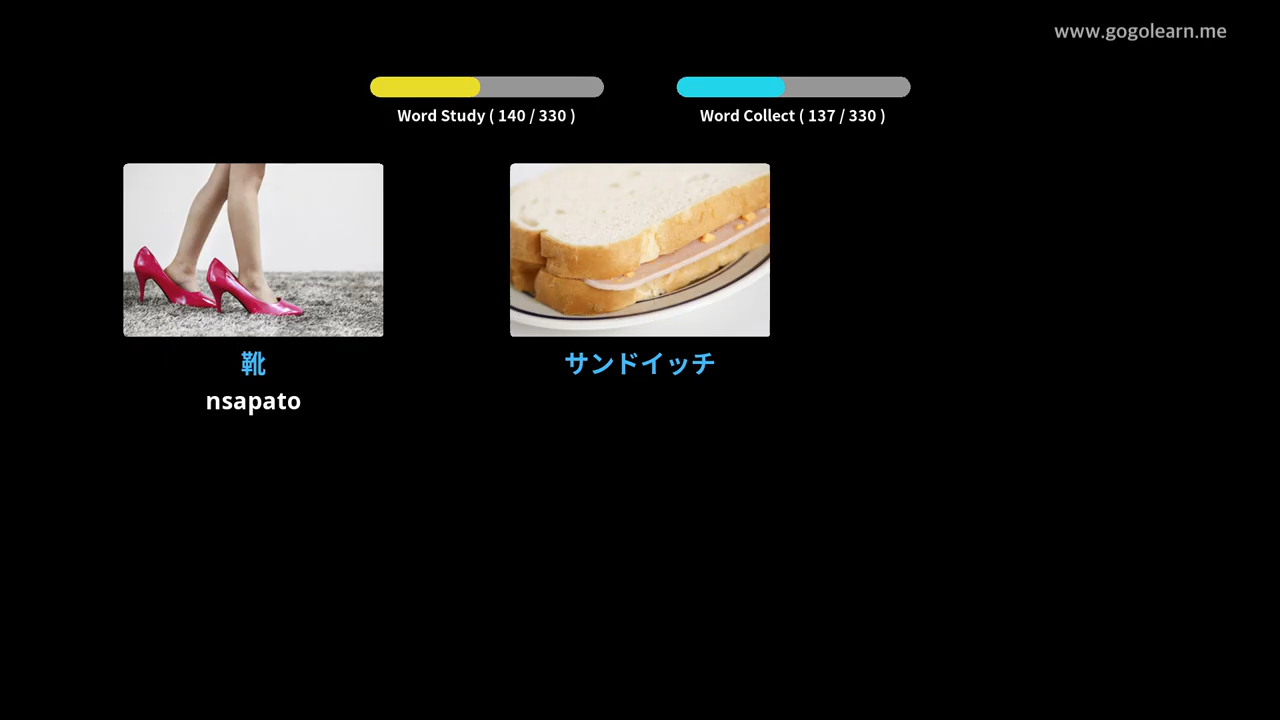 www.gogolearn.me
Word Study ( 140 / 330 )
Word Collect ( 137 / 330 )
靴
nsapato
サンドイッチ